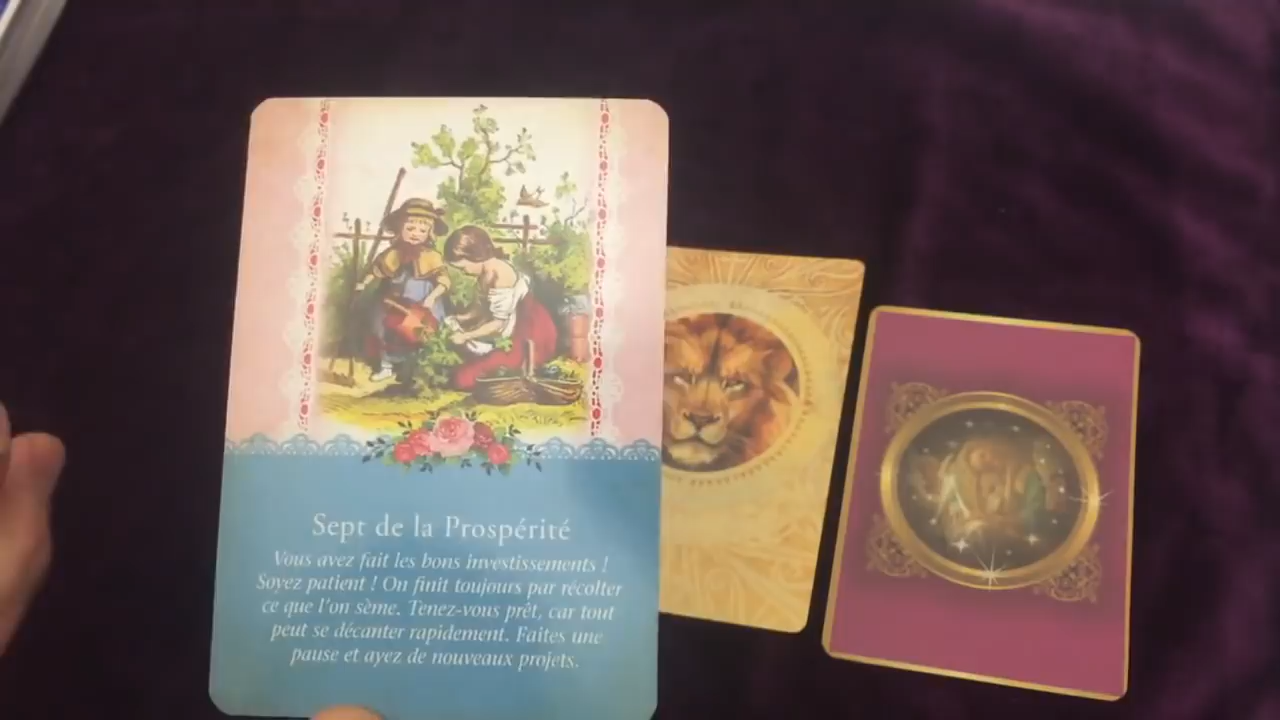 Sept de la Prospérité
Vous avez fait les bons investissements !
Soyez patient ! On finit toujours par récolter
ce que l'on sème. Tenez-vous prêt, car tout
peut se décanter rapidement. Faites une
pause et ayez de nouveaux projets.